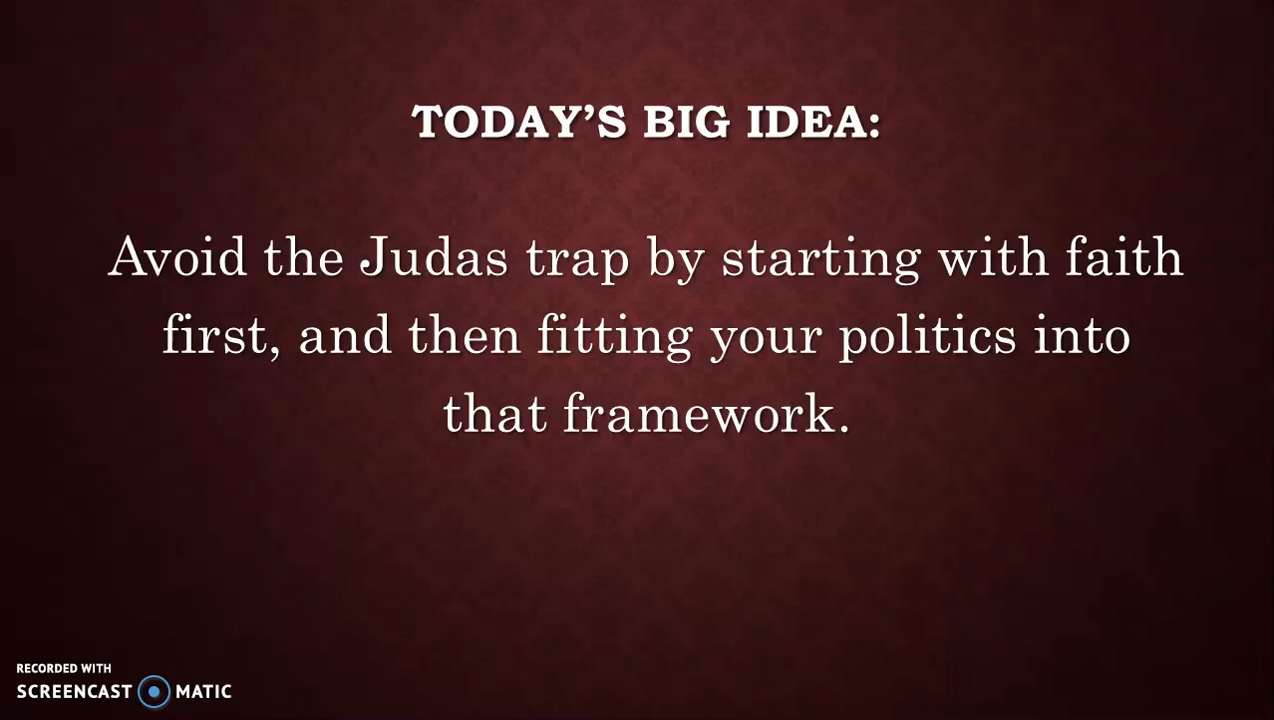 TODAY'S BIG IDEA:
Avoid the Judas trap by starting with faith
first, and then fitting your politics into
that framework.
RECORDED WITH
SCREENCAST MATIC